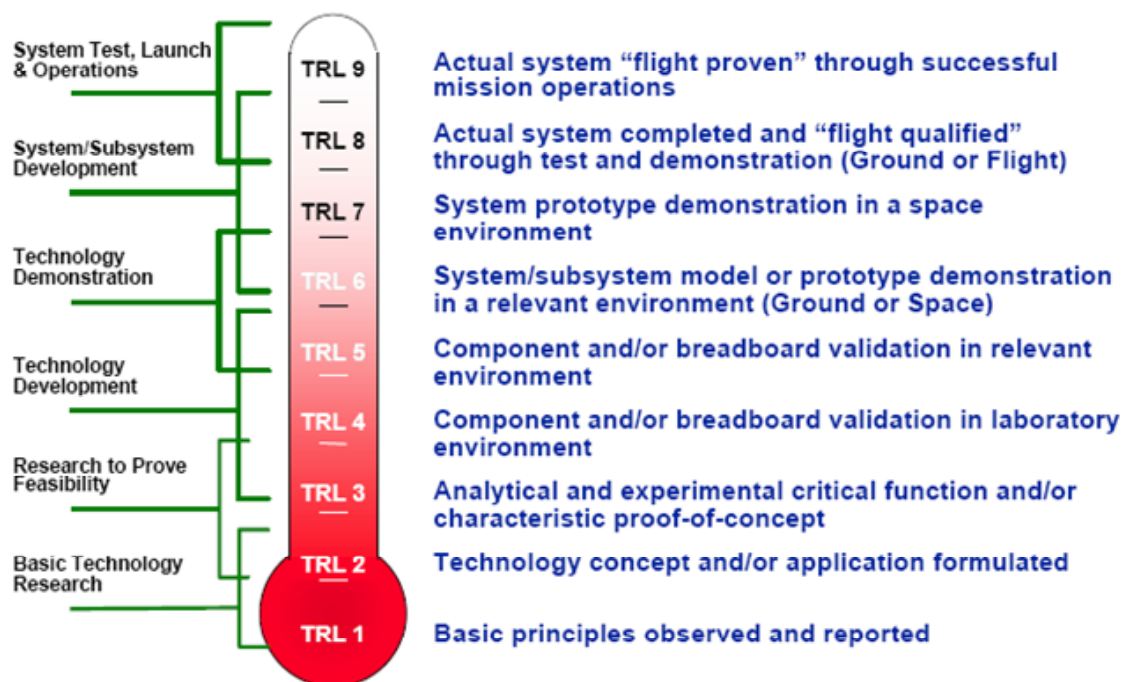 System Test, Launch
& Operations
System/Subsystem
Development
Technology
Demonstration
Technology
Development
Research to Prove
Feasibility
Basic Technology
Research
TRL 9
TRL 8
TRL 7
TRL 6
TRL 5
TRL 4
TRL 3
TRL 2
TRL 1
Actual system “flight proven” through successful
mission operations
Actual system completed and “flight qualified”
through test and demonstration (Ground or Flight)
System prototype demonstration in a space
environment
System/subsystem model or prototype demonstration
in a relevant environment (Ground or Space)
Component and/or breadboard validation in relevant
environment
Component and/or breadboard validation in laboratory
environment
Analytical and experimental critical function and/or
characteristic proof-of-concept
Technology concept and/or application formulated
Basic principles observed and reported